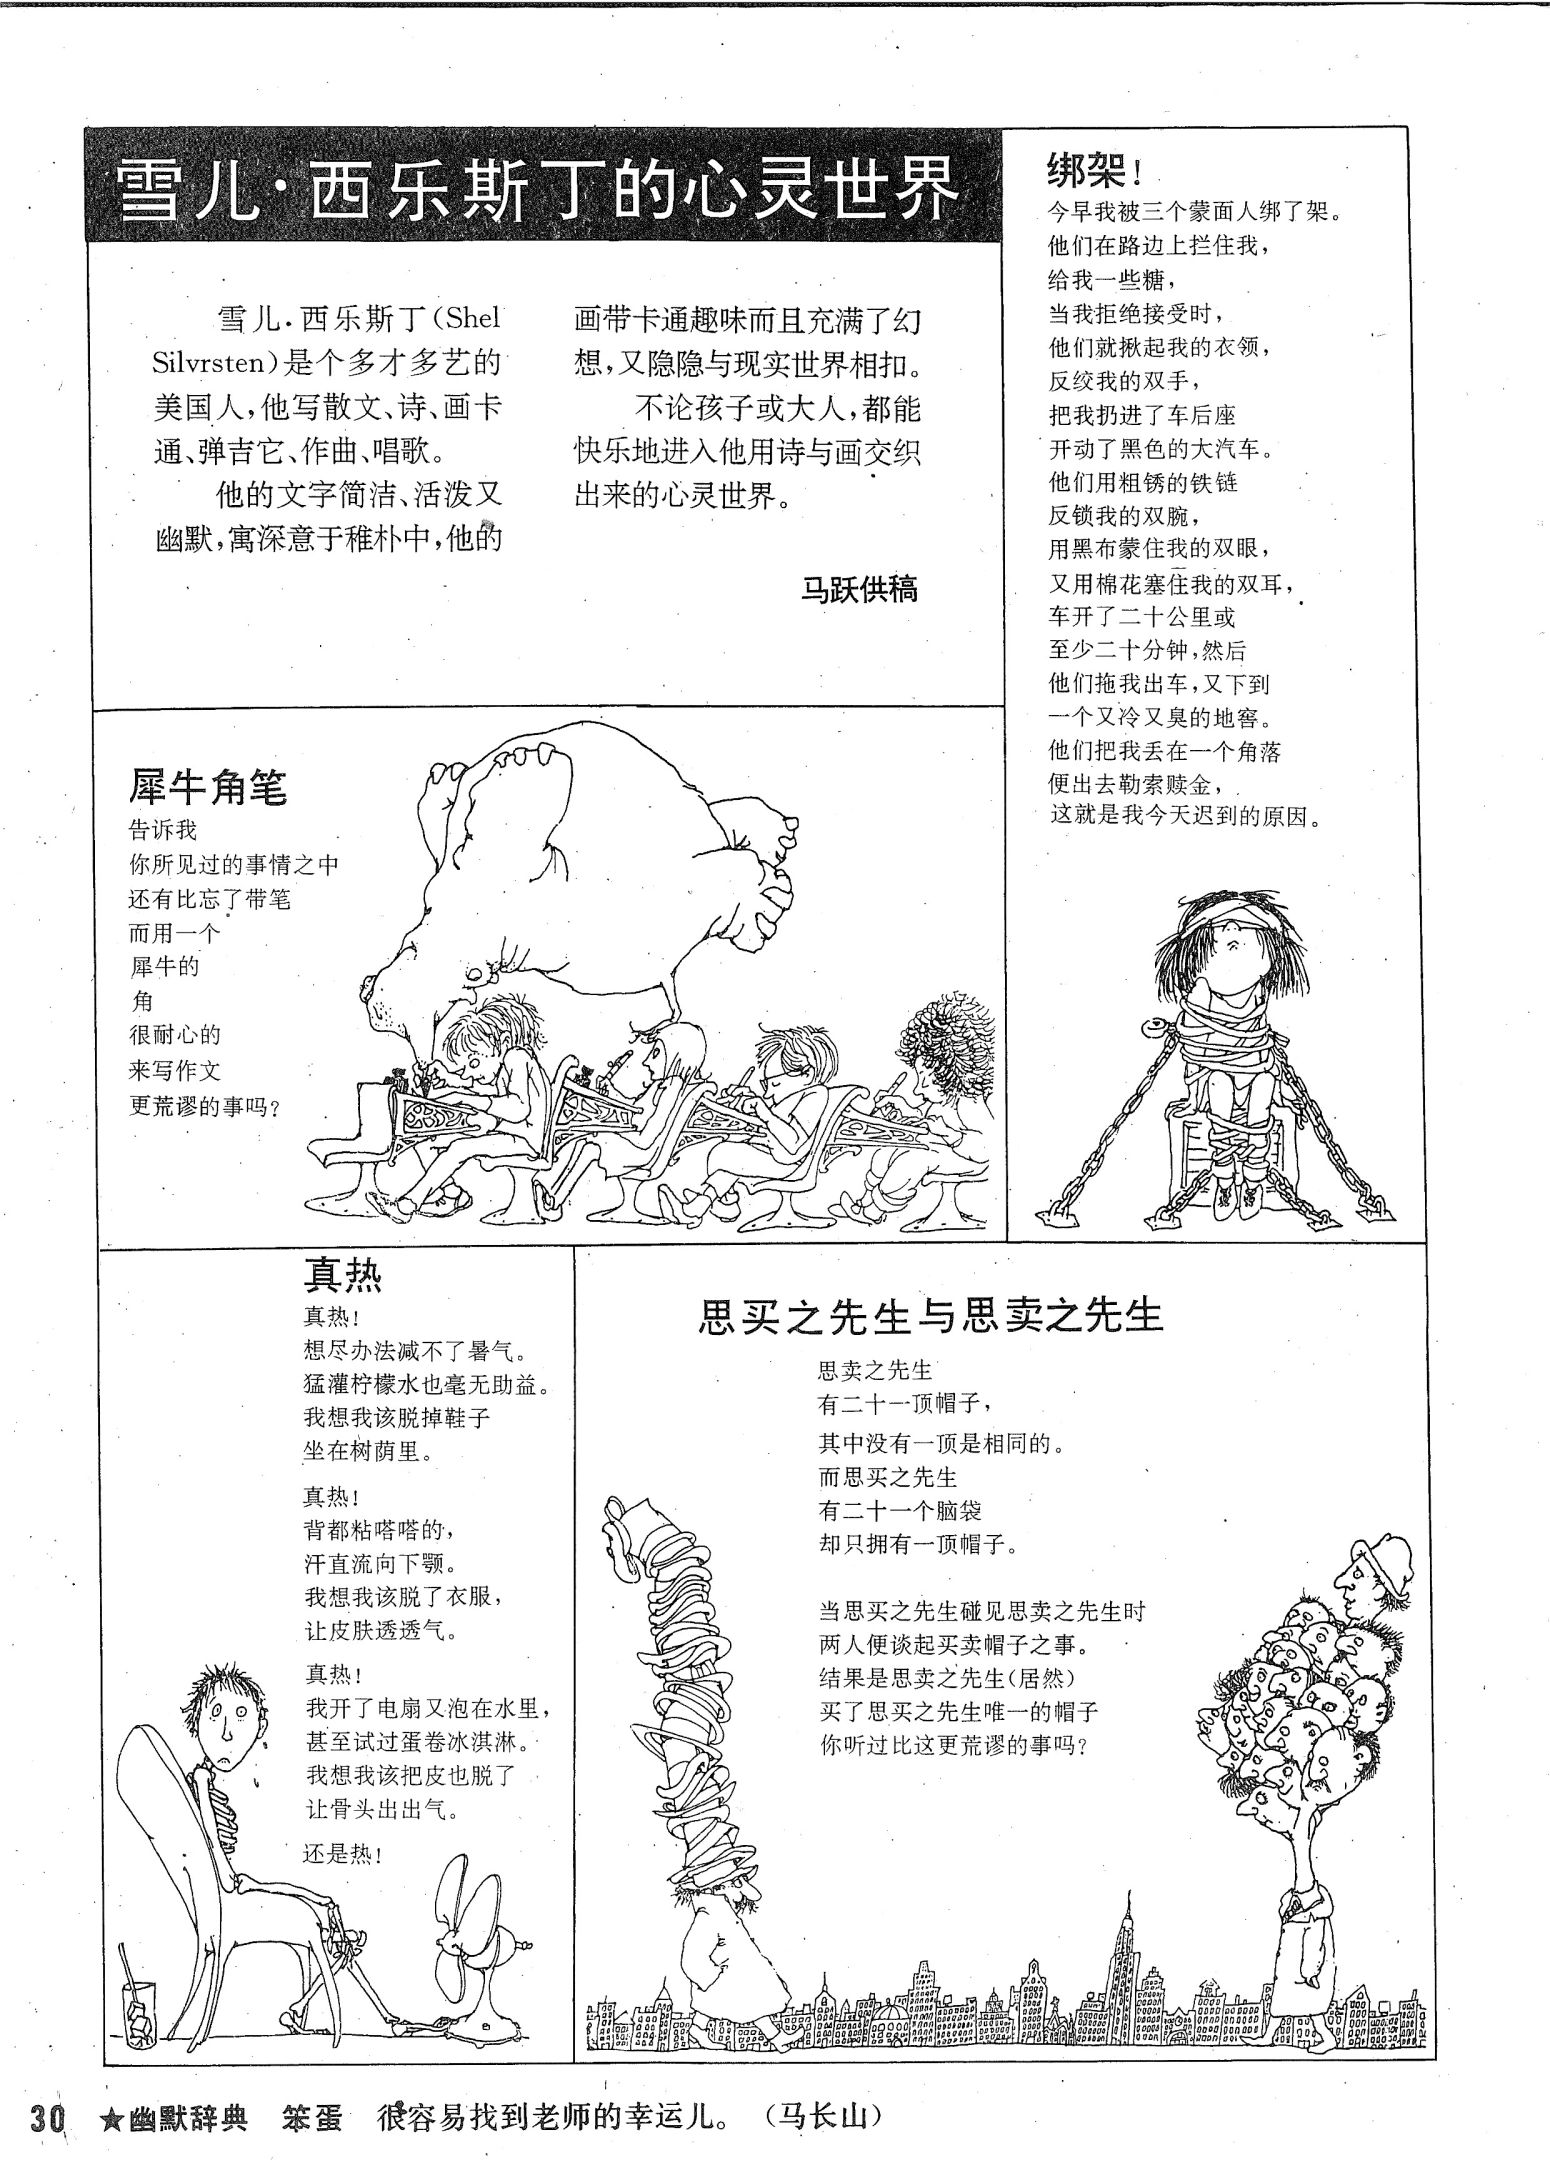 雪儿·西乐斯丁的心灵世界
雪儿·西乐斯丁(Shel
Silvrsten)是个多才多艺的
美国人,他写散文、诗、画卡
通、弹吉它、作曲、唱歌。
他的文字简洁、活泼又
幽默,寓深意于稚朴中,他的
画带卡通趣味而且充满了幻
想,又隐隐与现实世界相扣。
不论孩子或大人,都能
快乐地进入他用诗与画交织
出来的心灵世界。
马跃供稿
绑架!
今早我被三个蒙面人绑了架。
他们在路边上拦住我,
给我一些糖,
当我拒绝接受时,
他们就揪起我的衣领,
反绞我的双手,
把我扔进了车后座
开动了黑色的大汽车。
他们用粗锈的铁链
反锁我的双腕,
用黑布蒙住我的双眼,
又用棉花塞住我的双耳,
车开了二十公里或
至少二十分钟,然后
他们拖我出车,又下到
一个又冷又臭的地窖。
他们把我丢在一个角落
便出去勒索赎金,
这就是我今天迟到的原因。
犀牛角笔
告诉我
你所见过的事情之中
还有比忘了带笔
而用一个
犀牛的
角
很耐心的
来写作文
更荒谬的事吗?
真热
真热!
想尽办法减不了暑气。
猛灌柠檬水也毫无助益。
我想我该脱掉鞋子
坐在树荫里。
真热!
背都粘嗒嗒的,
汗直流向下颚。
我想我该脱了衣服,
让皮肤透透气。
真热!
我开了电扇又泡在水里,
甚至试过蛋卷冰淇淋。
我想我该把皮也脱了
让骨头出出气。
还是热!
思买之先生与思卖之先生
思卖之先生
有二十一顶帽子,
其中没有一顶是相同的。
而思买之先生
有二十一个脑袋
却只拥有一顶帽子。
当思买之先生碰见思卖之先生时
两人便谈起买卖帽子之事。
结果是思卖之先生(居然)
买了思买之先生唯一的帽子
你听过比这更荒谬的事吗?
30 ★幽默辞典 笨蛋 很容易找到老师的幸运儿。(马长山)